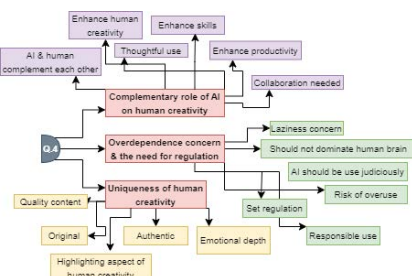 Enhance human
creativity
Enhance skills
AI & human
complement each other
Thoughtful use
Enhance productivity
Collaboration needed
Complementary role of AI
on human creativity
Q.4
Overdependence concern
& the need for regulation
Laziness concern
Should not dominate human brain
AI should be use judiciously
Risk of overuse
Set regulation
Responsible use
Uniqueness of human
creativity
Quality content
Original
Authentic
Emotional depth
Highlighting aspect of
human creativity